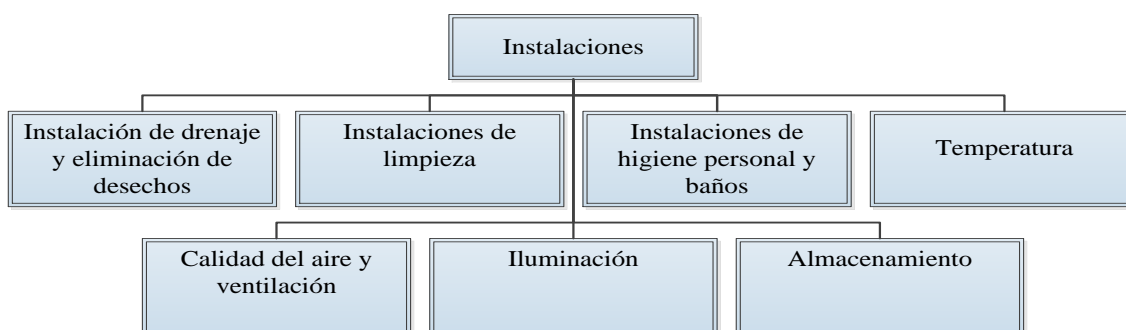 Instalaciones
Instalación de drenaje
y eliminación de
desechos
Instalaciones de
limpieza
Instalaciones de
higiene personal y
baños
Temperatura
Calidad del aire y
ventilación
Iluminación
Almacenamiento